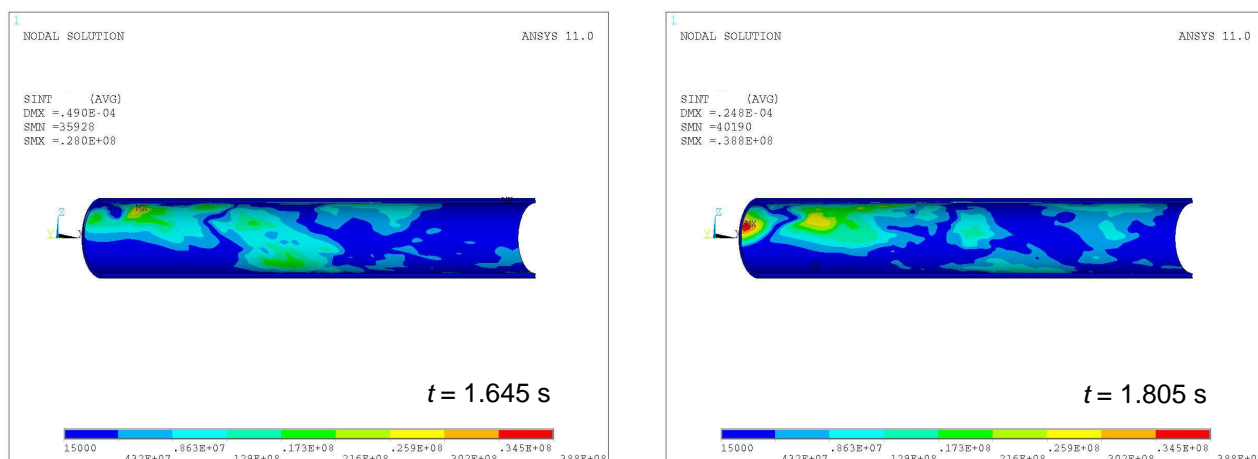 1
NODAL SOLUTION
ANSYS 11.0
SINT (AVG)
DMX =.490E-04
SMN =35928
SMX =.280E+08
MX
Z
Y X
t = 1.645 s
15000 .863E+07 .173E+08 .259E+08 .345E+08
.432E+07 .129E+08 .216E+08 .302E+08 .388E+08
1
NODAL SOLUTION
ANSYS 11.0
SINT (AVG)
DMX =.248E-04
SMN =40190
SMX =.388E+08
MX
Z
Y X
t = 1.805 s
15000 .863E+07 .173E+08 .259E+08 .345E+08
.432E+07 .129E+08 .216E+08 .302E+08 .388E+08